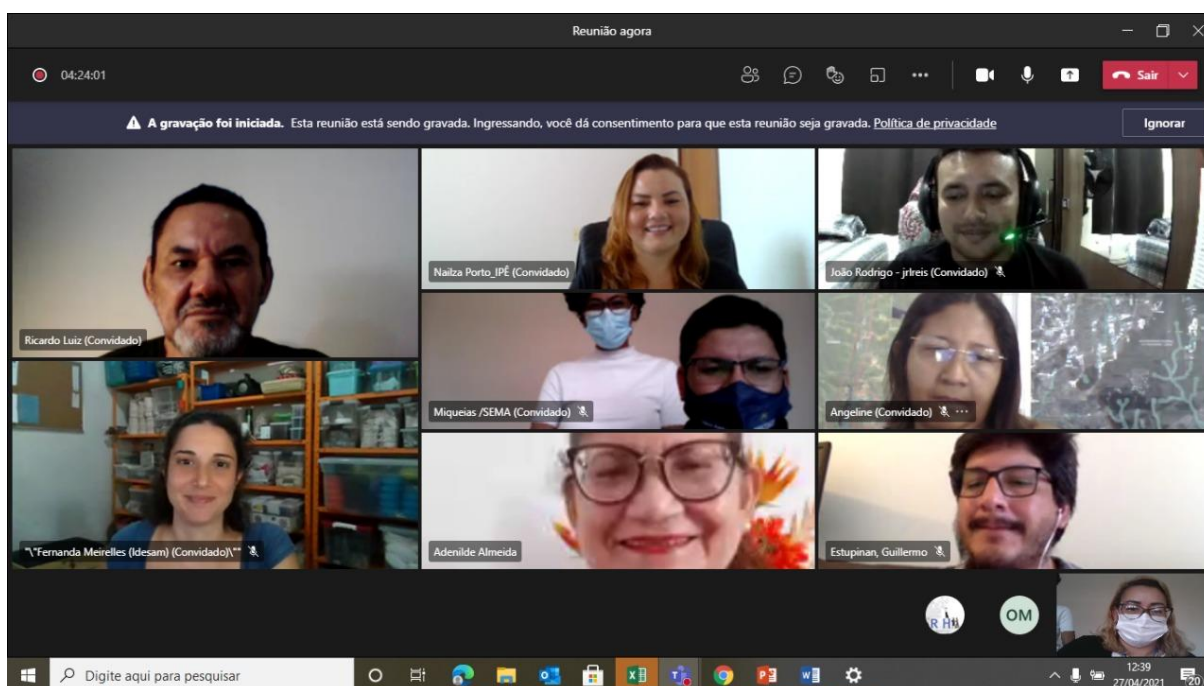 Reunião agora
04:24:01
Sair
A gravação foi iniciada. Esta reunião está sendo gravada. Ingressando, você dá consentimento para que esta reunião seja gravada. Política de privacidade
Ignorar
Ricardo Luiz (Convidado)
Nailza Porto_IPÊ (Convidado)
João Rodrigo - jrlreis (Convidado)
Miqueias /SEMA (Convidado)
Angeline (Convidado)
"\"Fernanda Meirelles (Idesam) (Convidado)\""
Adenilde Almeida
Estupinan, Guillermo
R H
OM
Digite aqui para pesquisar
12:39
27/04/2021
20